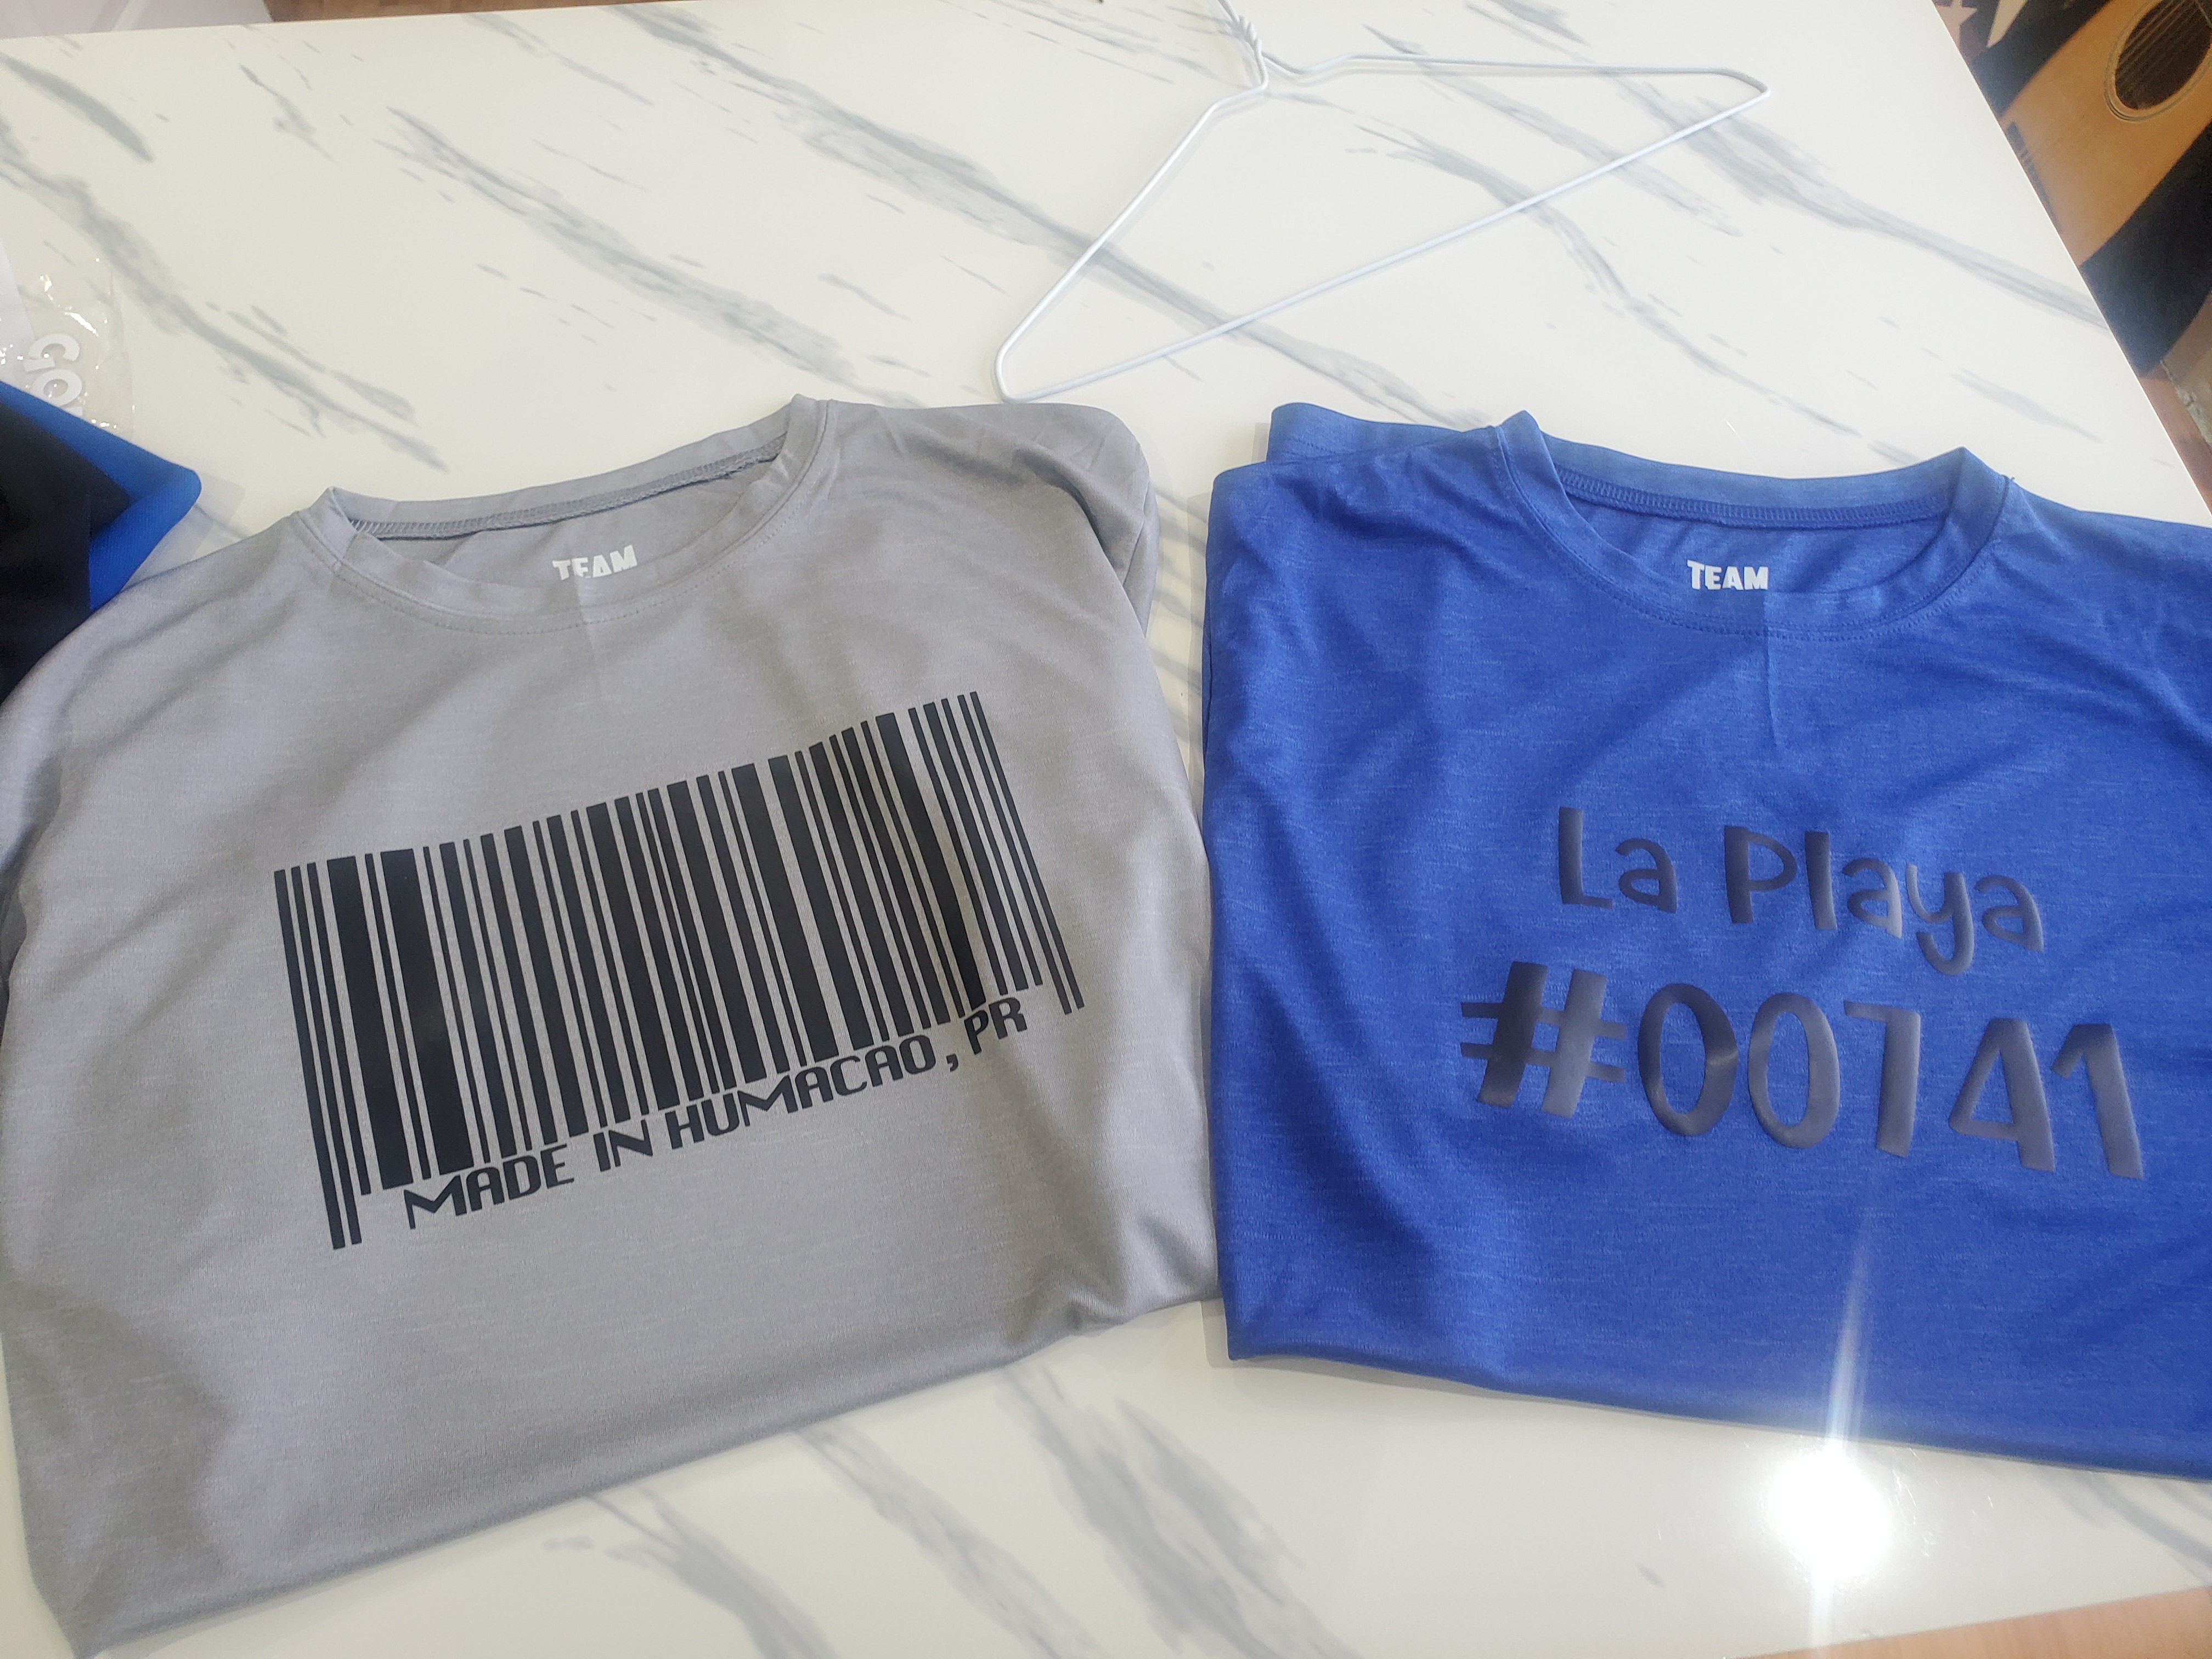 TEAM
MADE IN HUMACAO, PR
TEAM
La Playa
#00741